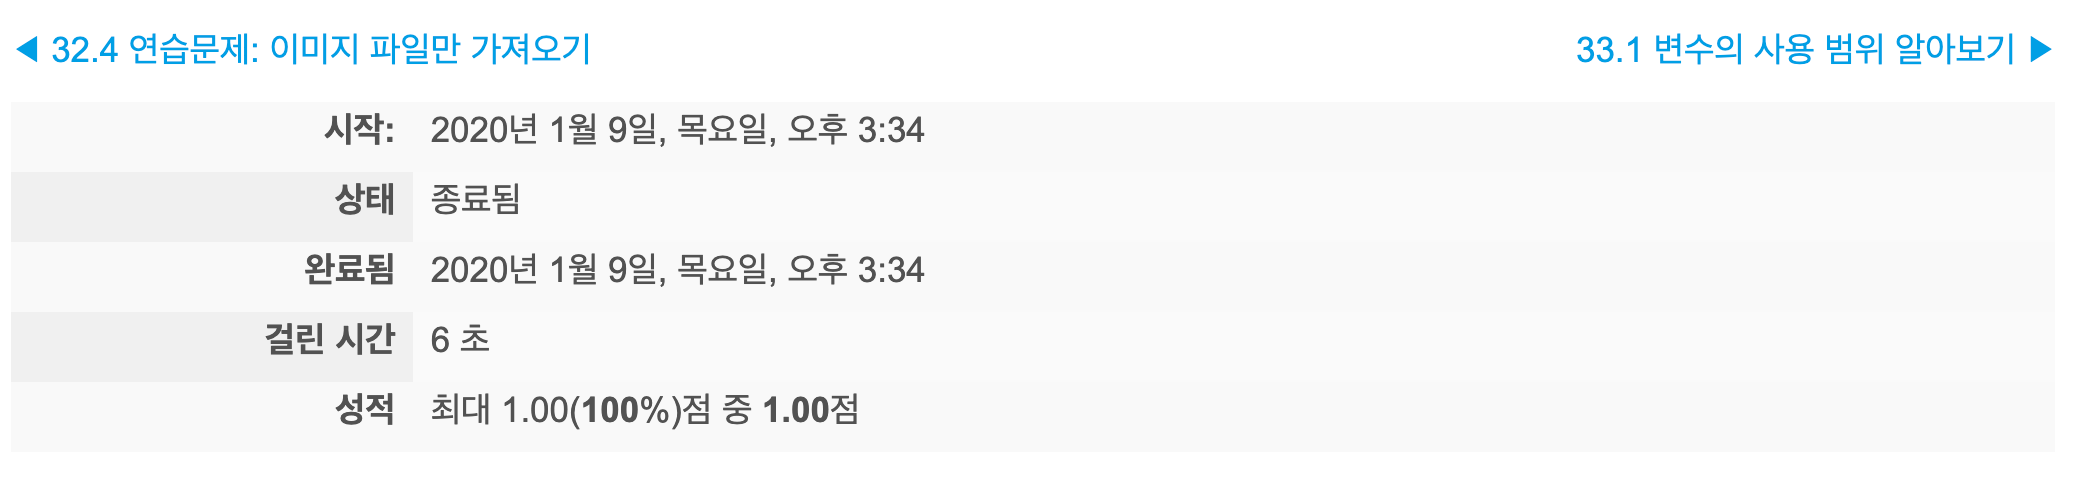 ◀ 32.4 연습문제: 이미지 파일만 가져오기
33.1 변수의 사용 범위 알아보기 ▶
시작: 2020년 1월 9일, 목요일, 오후 3:34
상태 종료됨
완료됨 2020년 1월 9일, 목요일, 오후 3:34
걸린 시간 6 초
성적 최대 1.00(100%)점 중 1.00점